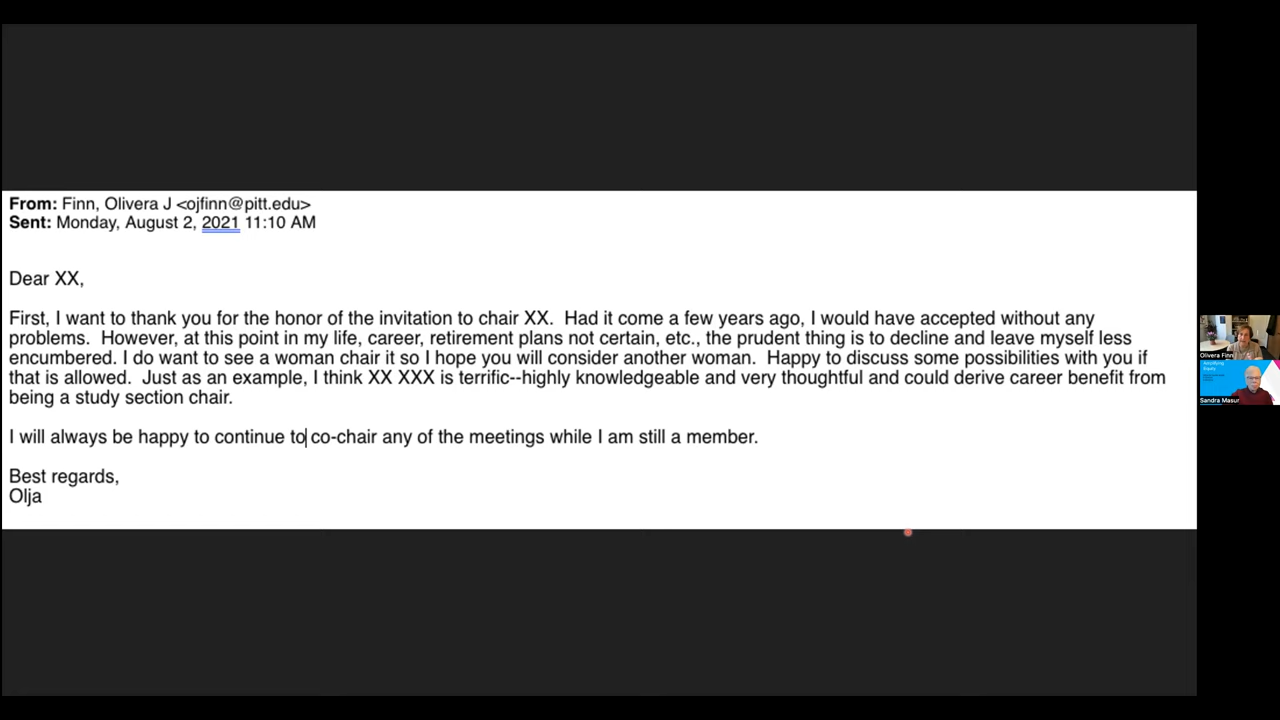 From: Finn, Olivera J <ojfinn@pitt.edu>
Sent: Monday, August 2, 2021 11:10 AM
Dear XX,
First, I want to thank you for the honor of the invitation to chair XX.  Had it come a few years ago, I would have accepted without any
problems.  However, at this point in my life, career, retirement plans not certain, etc., the prudent thing is to decline and leave myself less
encumbered. I do want to see a woman chair it so I hope you will consider another woman.  Happy to discuss some possibilities with you if
that is allowed.  Just as an example, I think XX XXX is terrific--highly knowledgeable and very thoughtful and could derive career benefit from
being a study section chair.
I will always be happy to continue to co-chair any of the meetings while I am still a member.
Best regards,
Olja
Olivera Finn
Equity
Sandra Masur